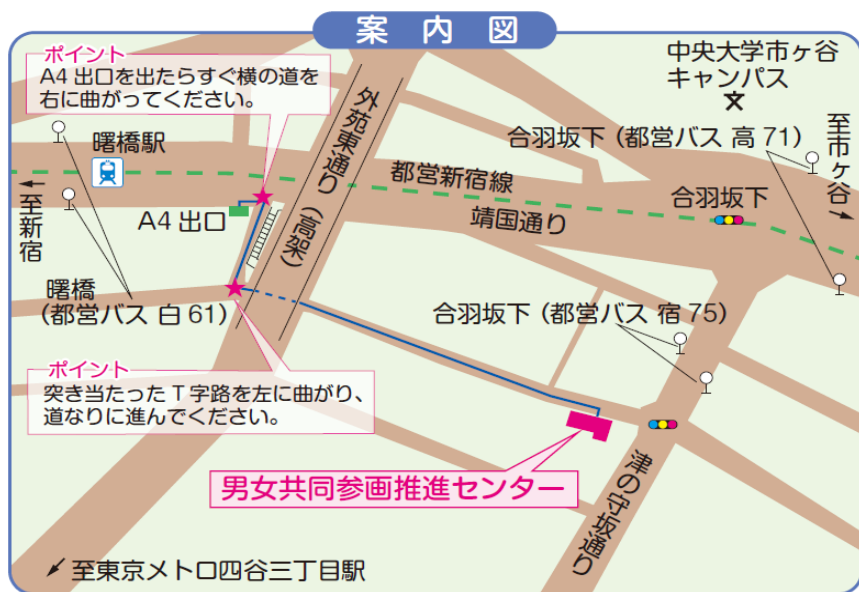 案内図
ポイント
A4 出口を出たらすぐ横の道を
右に曲がってください。
中央大学市ヶ谷
キャンパス
曙橋駅
外苑東通り(高架)
合羽坂下(都営バス 高 71)
至市ヶ谷
都営新宿線
合羽坂下
至新宿
A4 出口
靖国通り
曙橋
(都営バス 白 61)
合羽坂下(都営バス 宿 75)
ポイント
突き当たった T 字路を左に曲がり、
道なりに進んでください。
男女共同参画推進センター
津の守坂通り
至東京メトロ四谷三丁目駅